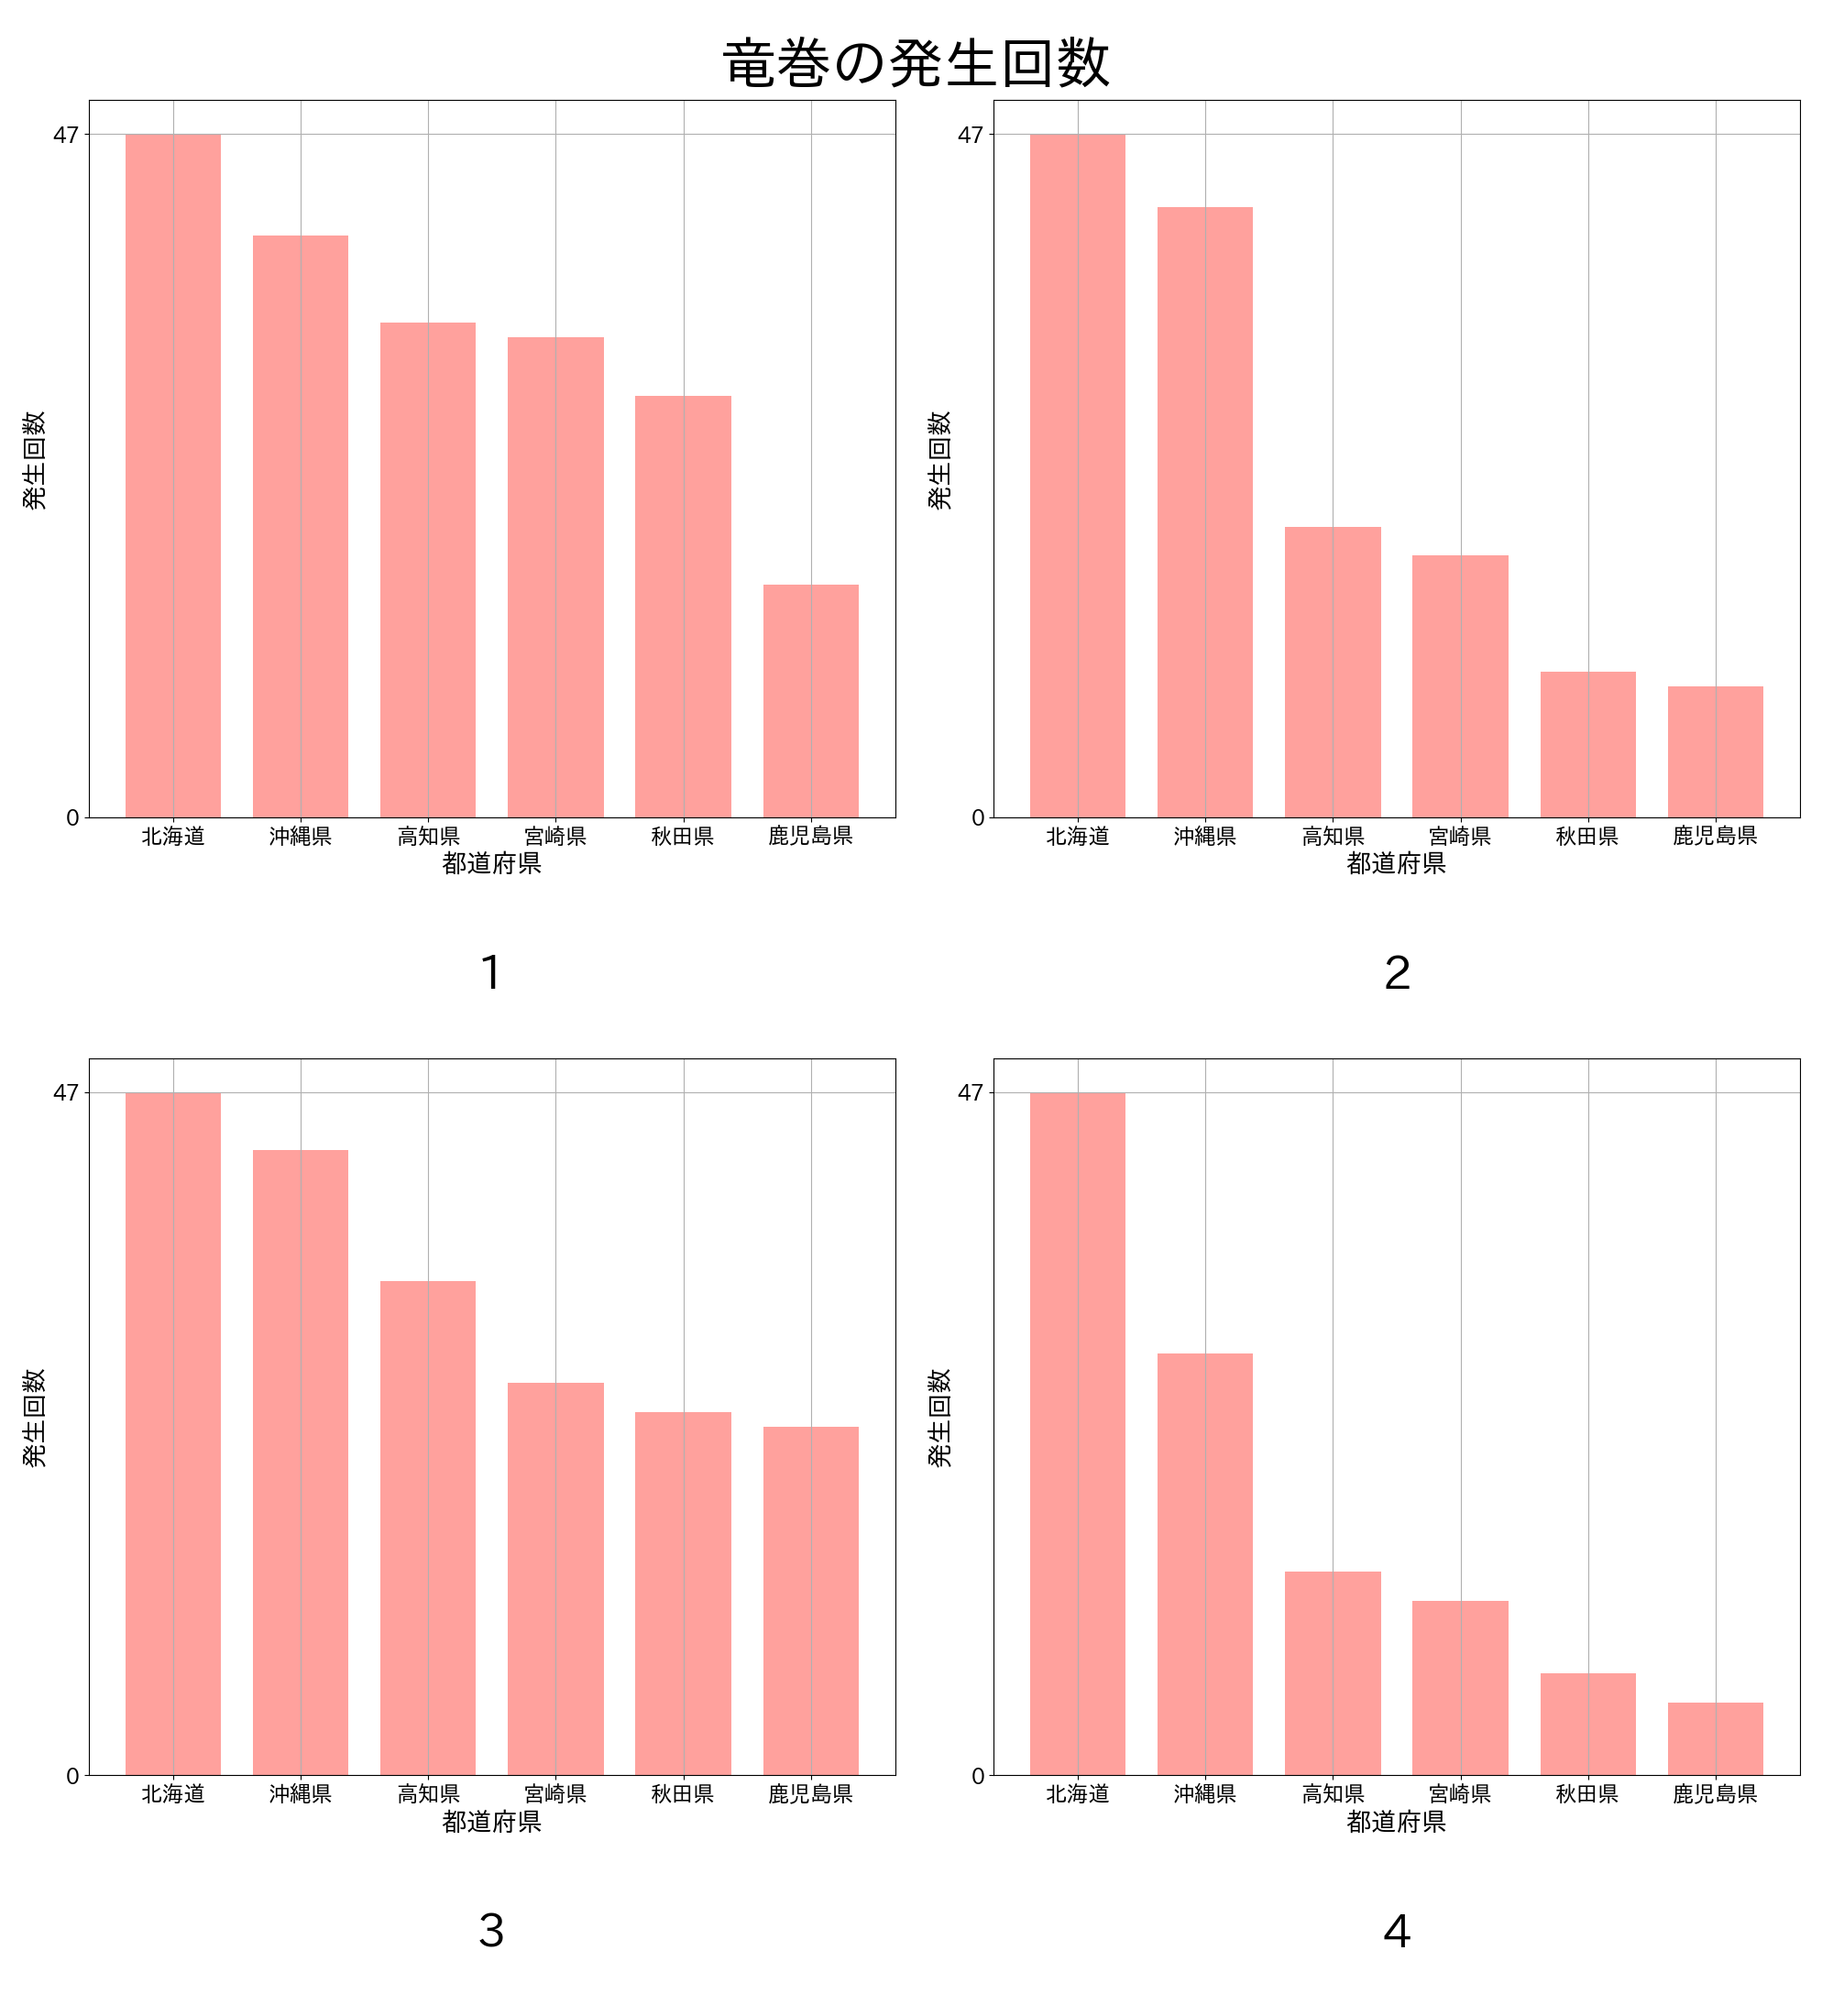 竜巻の発生回数
47
0
発生回数
北海道 沖縄県 高知県 宮崎県 秋田県 鹿児島県
都道府県
1
47
0
発生回数
北海道 沖縄県 高知県 宮崎県 秋田県 鹿児島県
都道府県
2
47
0
発生回数
北海道 沖縄県 高知県 宮崎県 秋田県 鹿児島県
都道府県
3
47
0
発生回数
北海道 沖縄県 高知県 宮崎県 秋田県 鹿児島県
都道府県
4